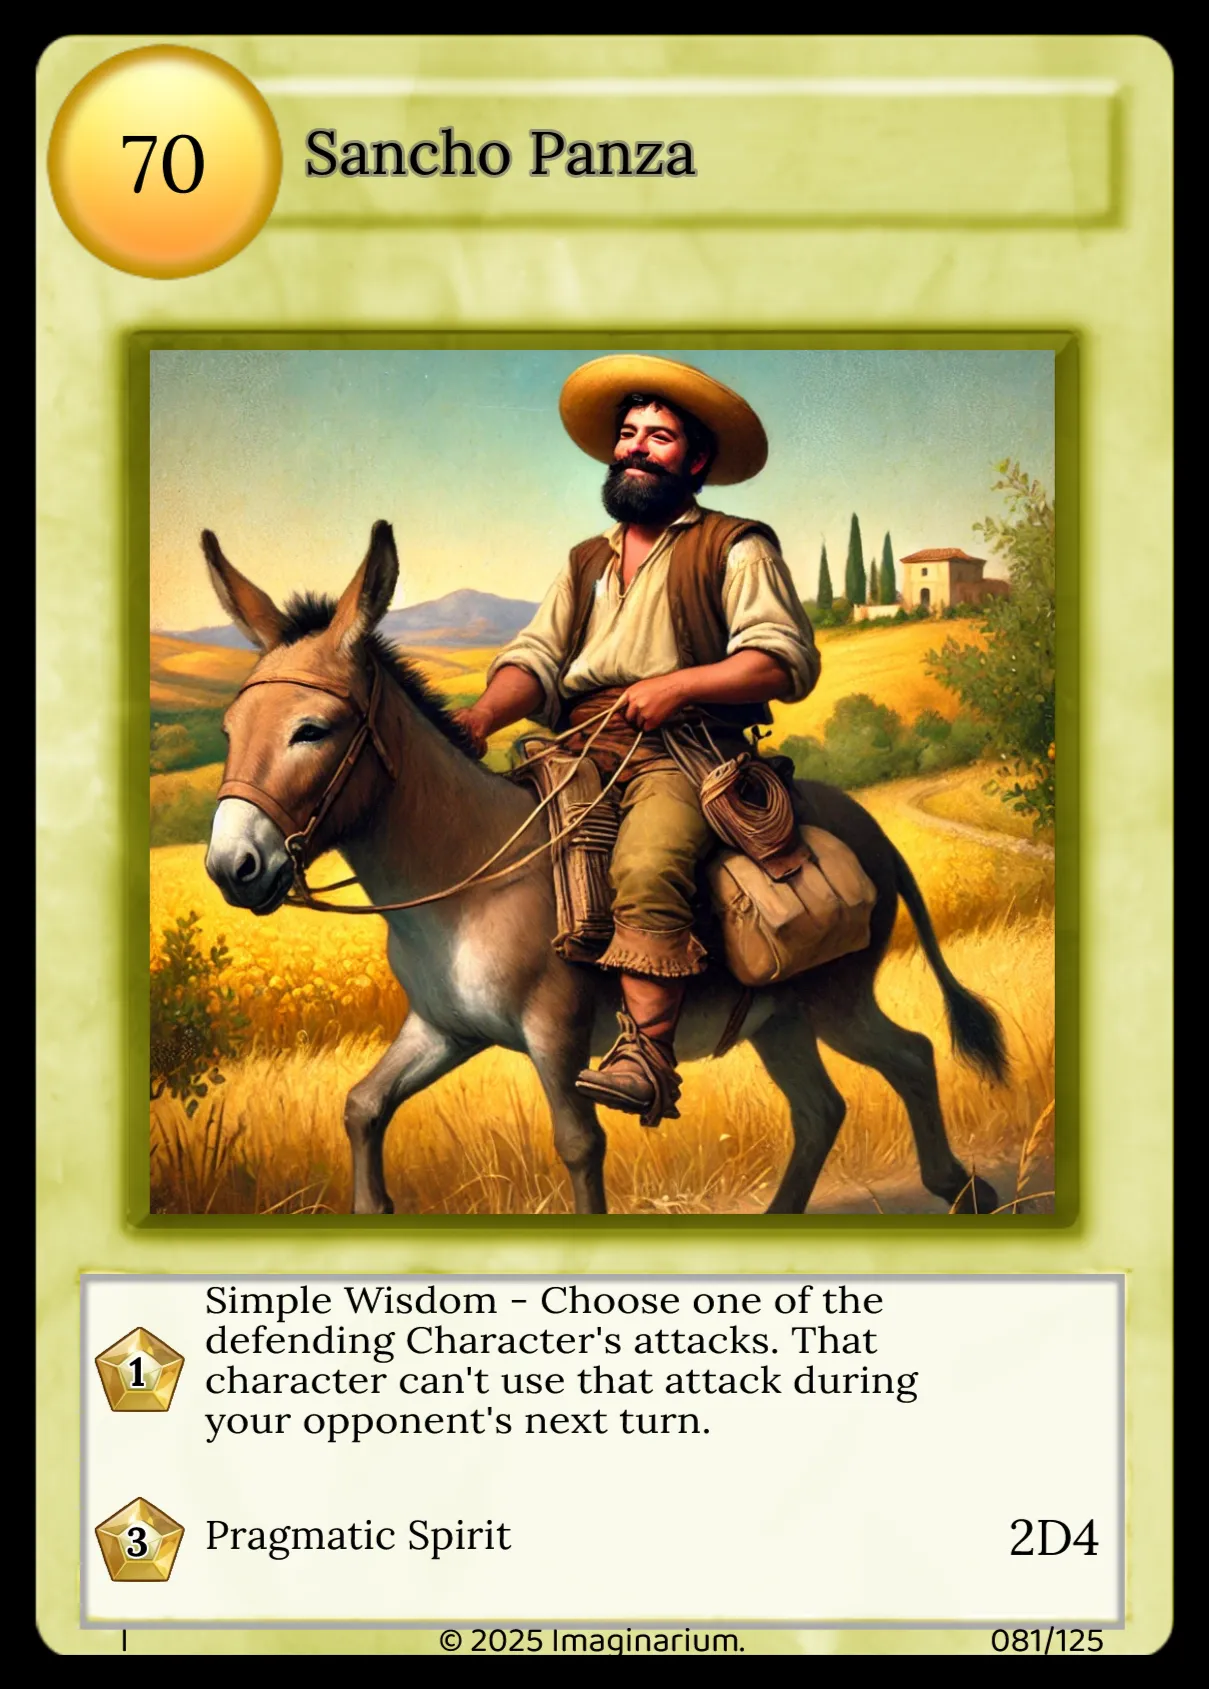 70
Sancho Panza
Simple Wisdom - Choose one of the
defending Character's attacks. That
character can't use that attack during
your opponent's next turn.
1
3
Pragmatic Spirit
2D4
I
© 2025 Imaginarium.
081/125